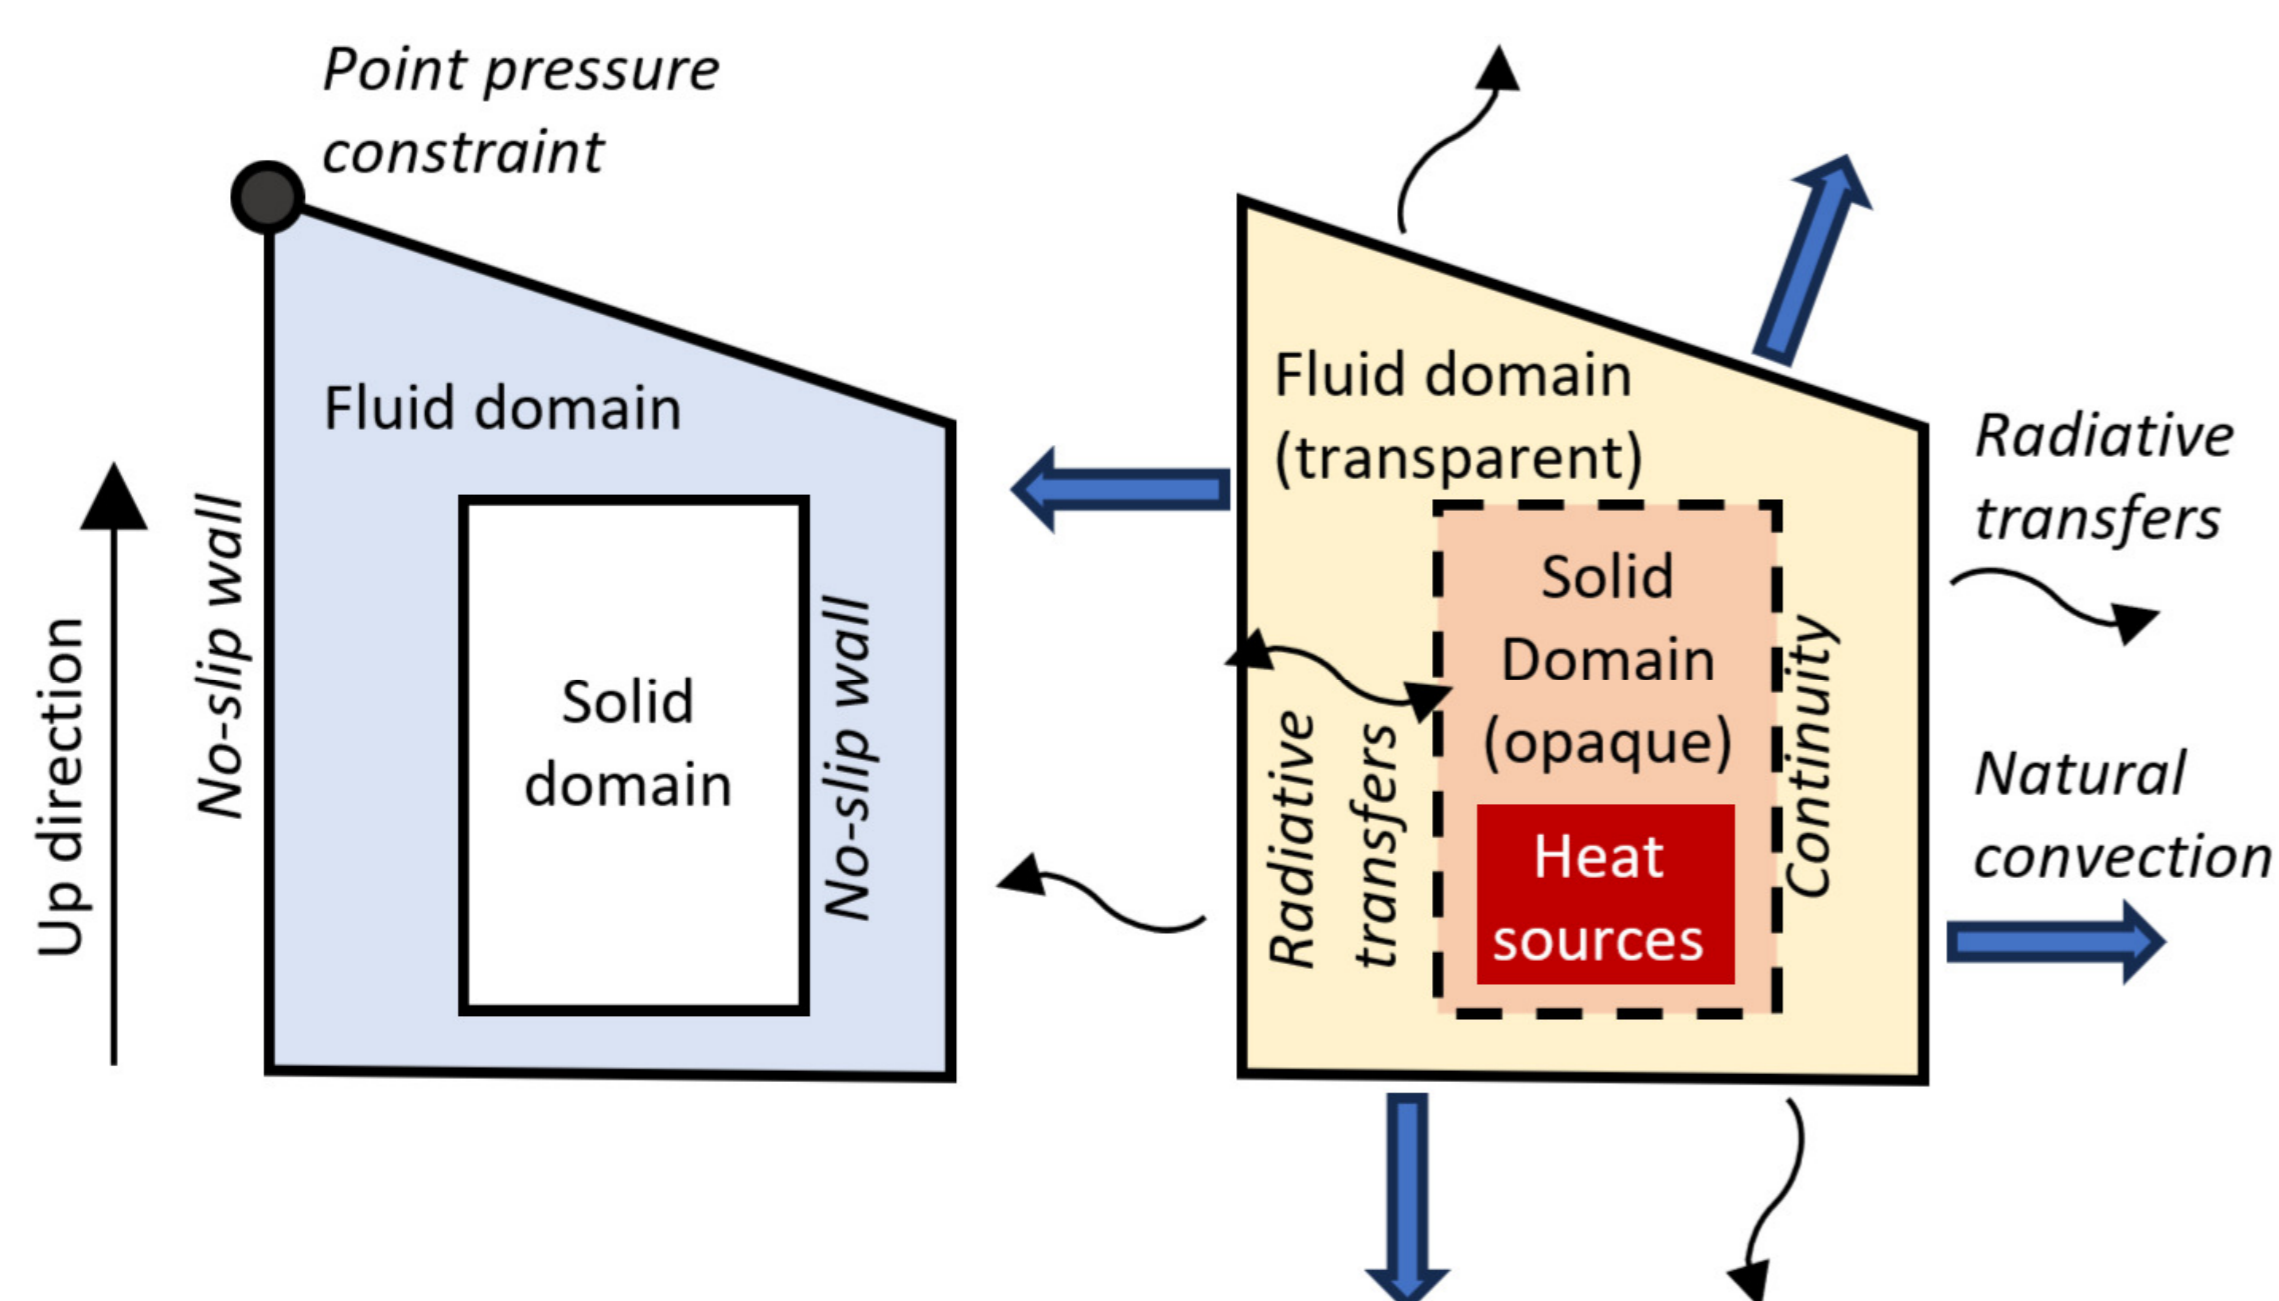 Point pressure
constraint
Fluid domain
No-slip wall
Solid
domain
No-slip wall
Up direction
Fluid domain
(transparent)
Solid
Domain
(opaque)
Heat
sources
Radiative
transfers
Continuity
Radiative
transfers
Natural
convection